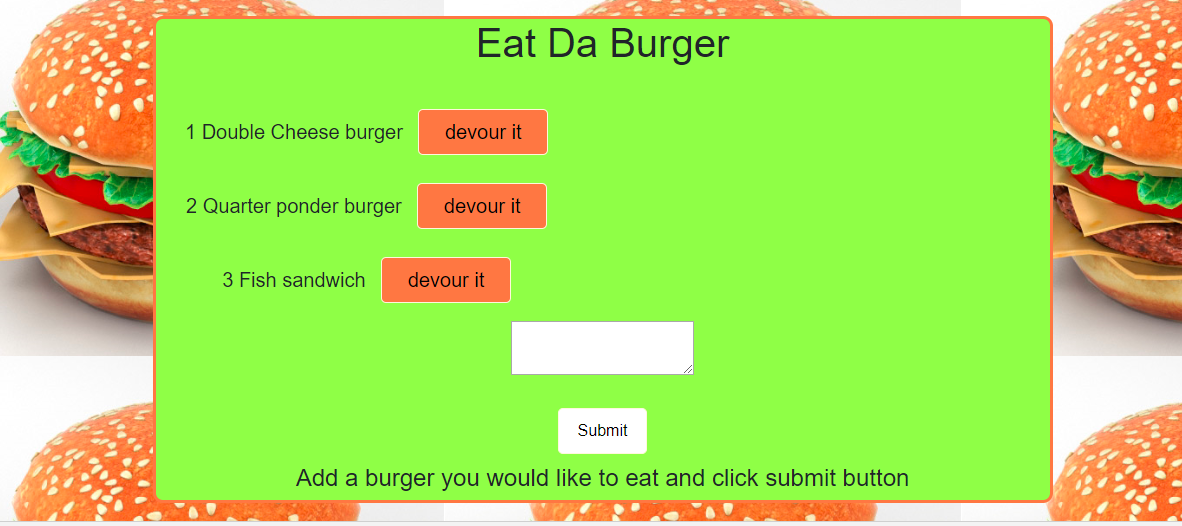 Eat Da Burger
1 Double Cheese burger devour it
2 Quarter ponder burger devour it
3 Fish sandwich devour it
Submit
Add a burger you would like to eat and click submit button